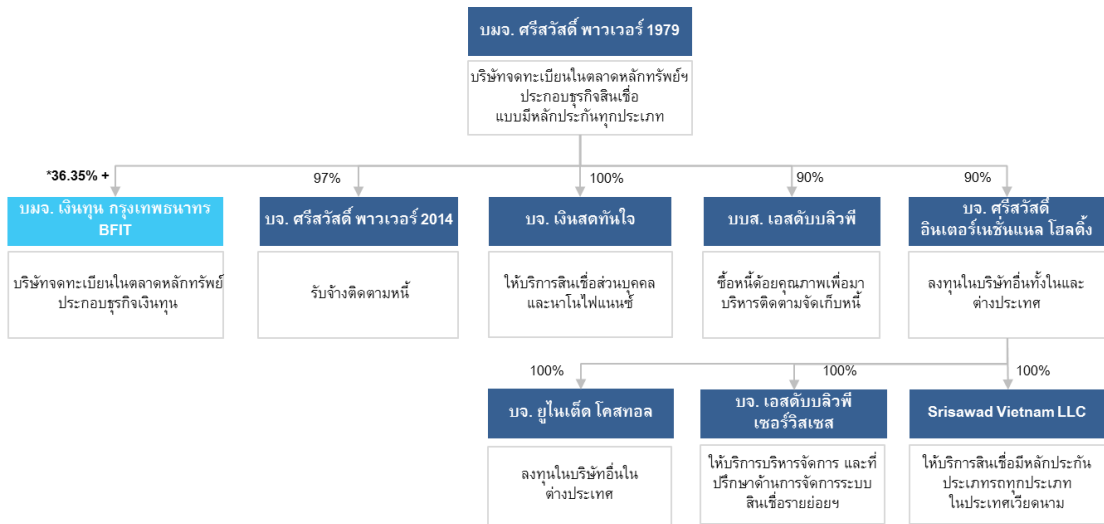 บมจ. ศรีสวัสดิ์ พาวเวอร์ 1979
บริษัทจดทะเบียนในตลาดหลักทรัพย์ฯ
ประกอบธุรกิจสินเชื่อ
แบบมีหลักประกันทุกประเภท
*36.35% +
97%
100%
90%
90%
บมจ. เงินทุน กรุงเทพธนาทร
BFIT
บจ. ศรีสวัสดิ์ พาวเวอร์ 2014
บจ. เงินสดทันใจ
บบส. เอสดับบลิวพี
บจ. ศรีสวัสดิ์
อินเตอร์เนชั่นแนล โฮลดิ้ง
บริษัทจดทะเบียนในตลาดหลักทรัพย์
ประกอบธุรกิจเงินทุน
รับจ้างติดตามหนี้
ให้บริการสินเชื่อส่วนบุคคล
และนาโนไฟแนนซ์
ซื้อหนี้ด้อยคุณภาพเพื่อมา
บริหารติดตามจัดเก็บหนี้
ลงทุนในบริษัทอื่นทั้งในและ
ต่างประเทศ
100%
100%
100%
บจ. ยูไนเต็ด โคสทอล
บจ. เอสดับบลิวพี
เซอร์วิสเซส
Srisawad Vietnam LLC
ลงทุนในบริษัทอื่นใน
ต่างประเทศ
ให้บริการบริหารจัดการ และที่
ปรึกษาด้านการจัดการระบบ
สินเชื่อรายย่อยฯ
ให้บริการสินเชื่อมีหลักประกัน
ประเภทรถทุกประเภท
ในประเทศเวียดนาม